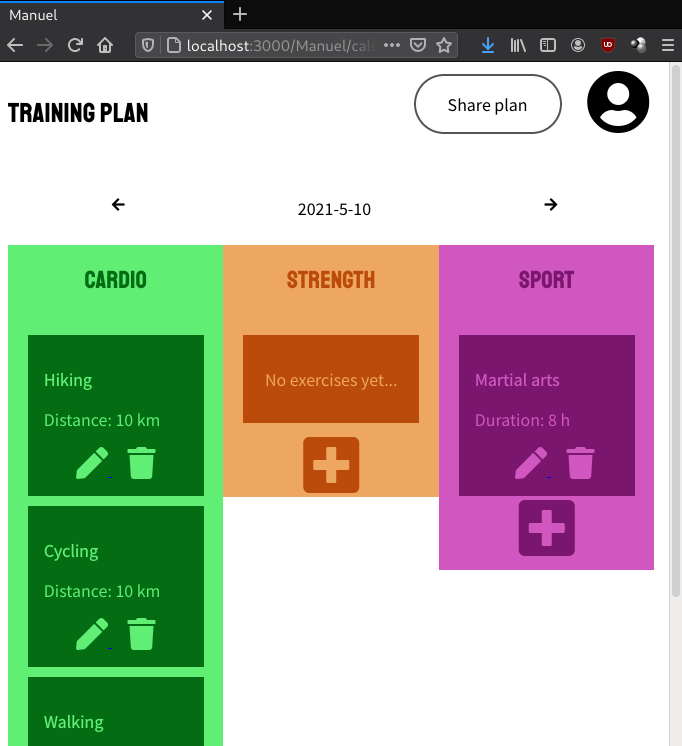 Manuel
localhost:3000/Manuel/cal
TRAINING PLAN
Share plan
2021-5-10
CARDIO
STRENGTH
SPORT
Hiking
Distance: 10 km
No exercises yet...
Martial arts
Duration: 8 h
Cycling
Distance: 10 km
Walking